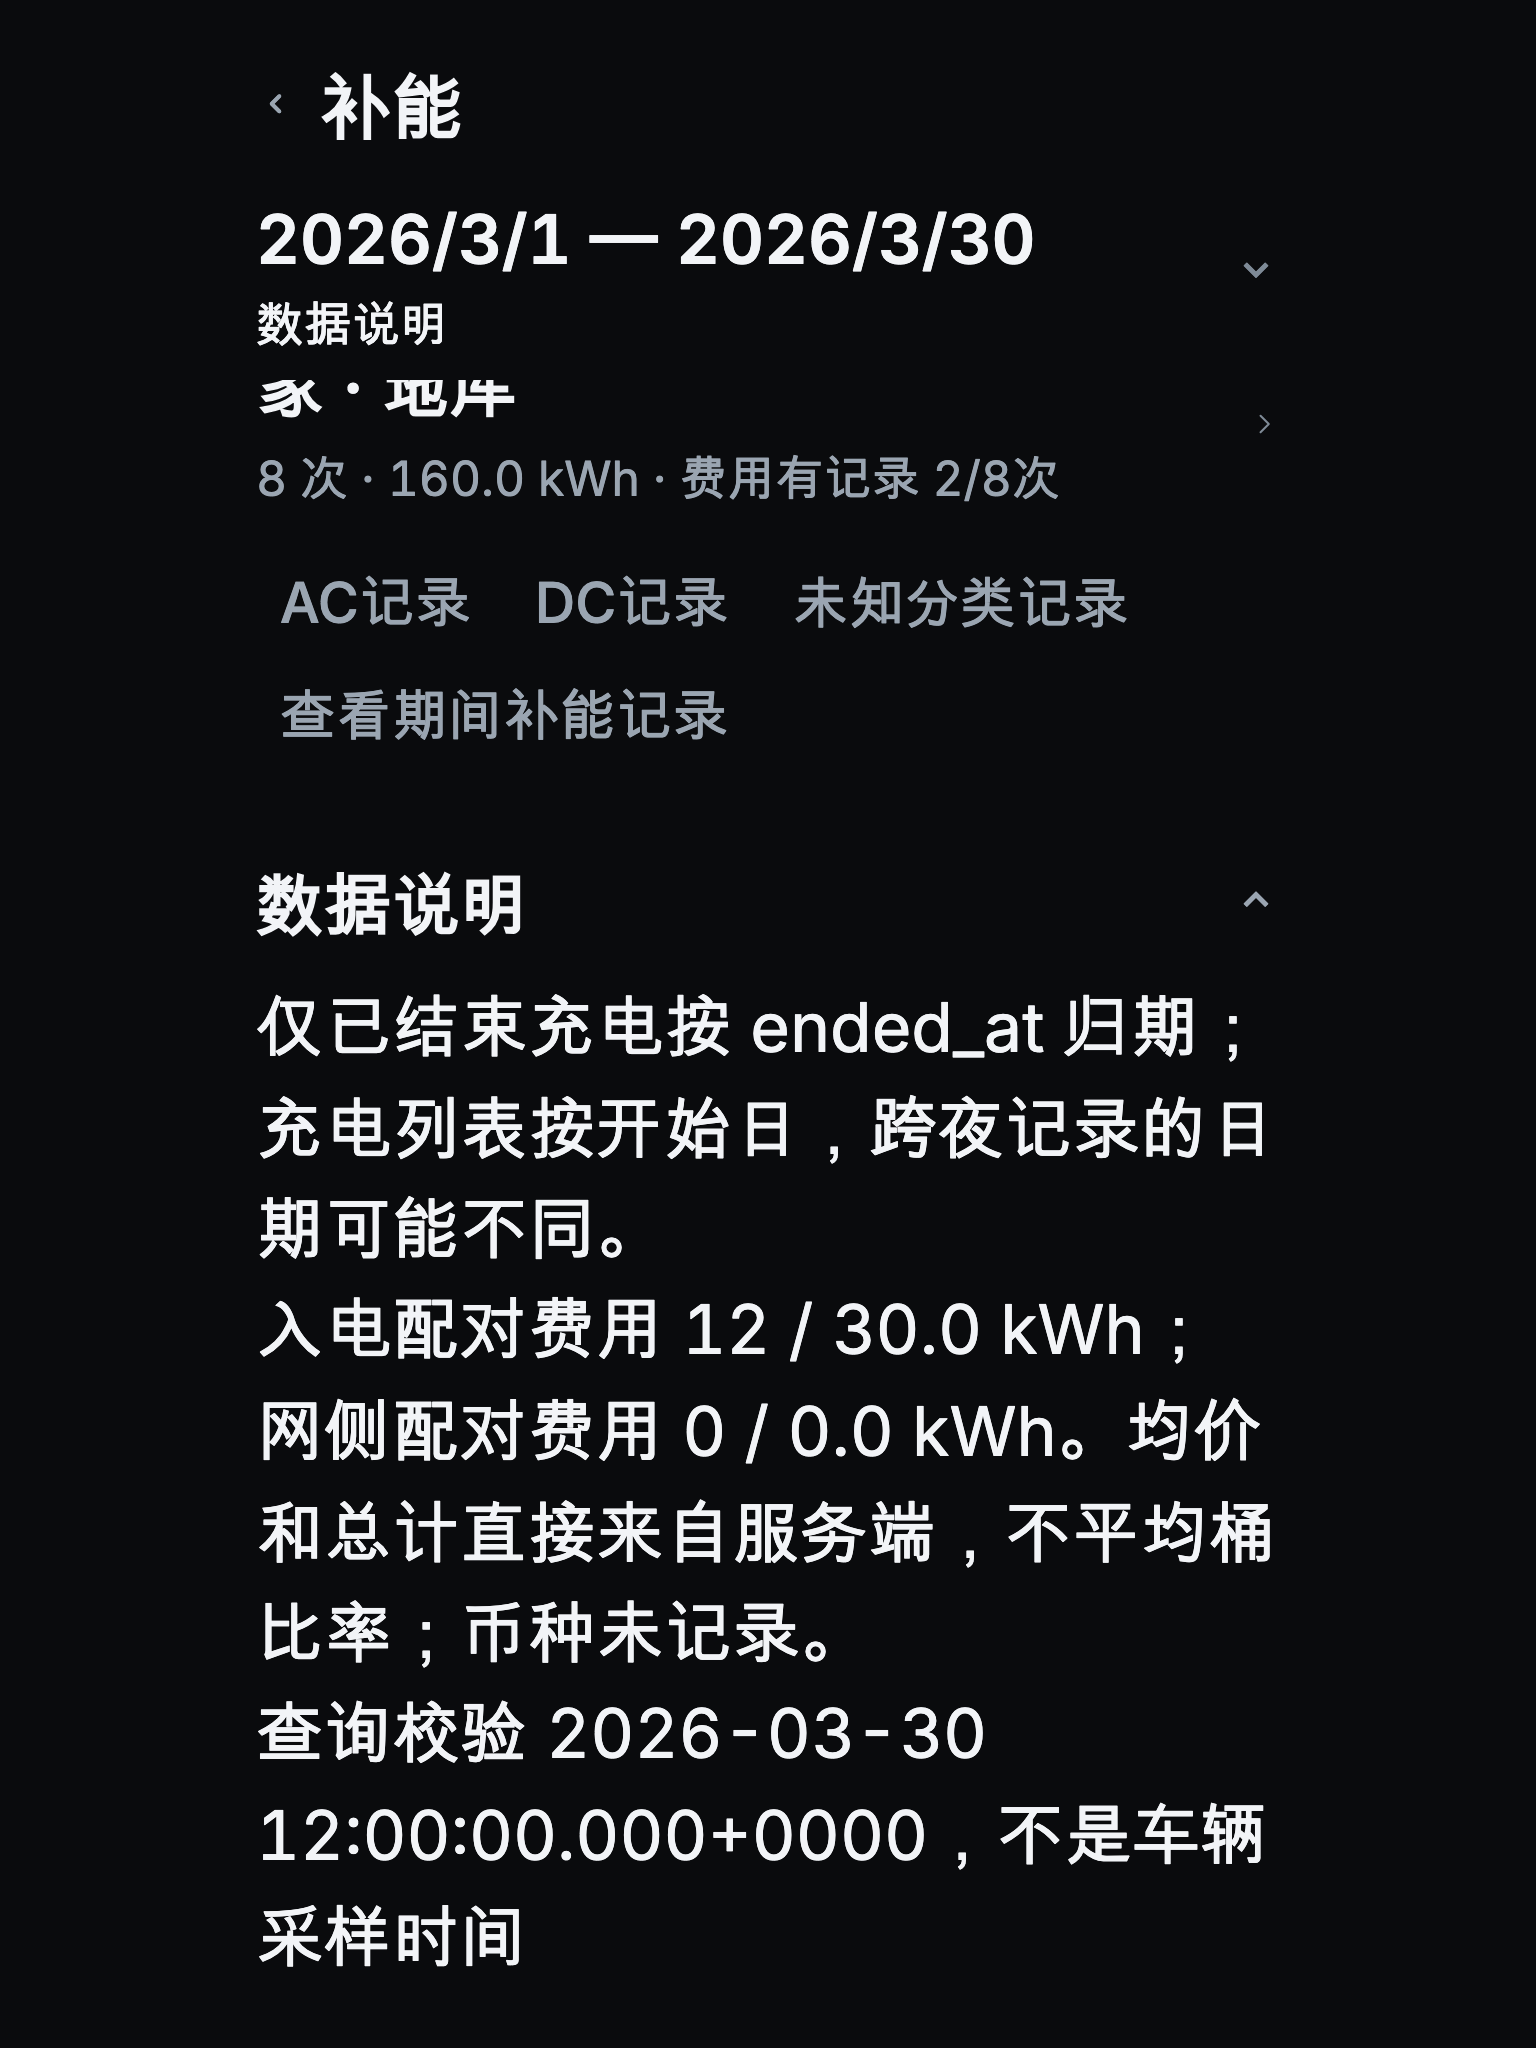 补能
2026/3/1 — 2026/3/30
数据说明
家 · 地库
8 次 · 160.0 kWh · 费用有记录 2/8次
AC记录 DC记录 未知分类记录
查看期间补能记录
数据说明
仅已结束充电按 ended_at 归期；
充电列表按开始日，跨夜记录的日
期可能不同。
入电配对费用 12 / 30.0 kWh；
网侧配对费用 0 / 0.0 kWh。均价
和总计直接来自服务端，不平均桶
比率；币种未记录。
查询校验 2026-03-30
12:00:00.000+0000，不是车辆
采样时间